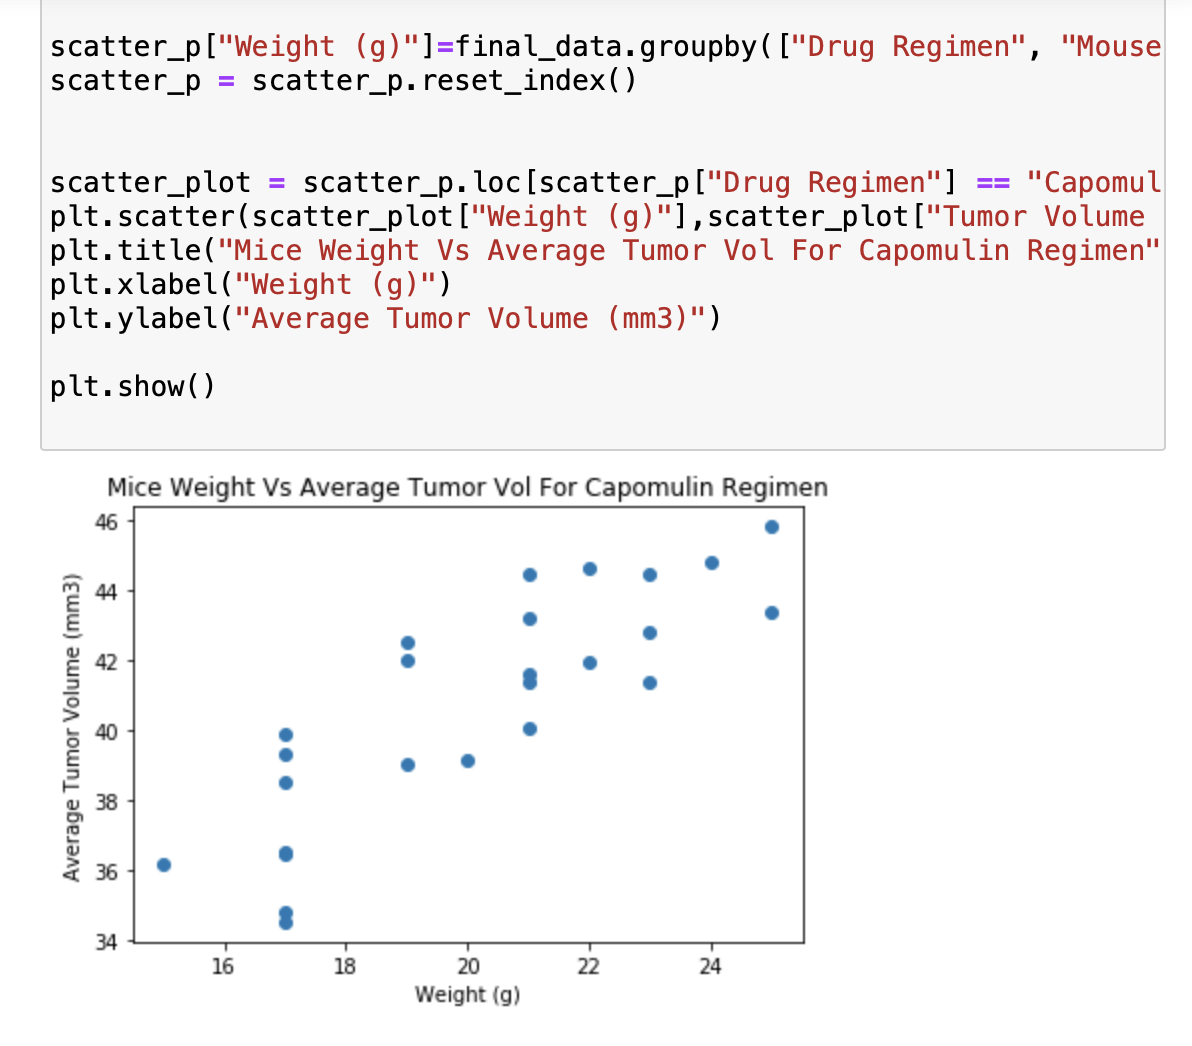 scatter_p["Weight (g)"]=final_data.groupby(["Drug Regimen", "Mouse
scatter_p = scatter_p.reset_index()
scatter_plot = scatter_p.loc[scatter_p["Drug Regimen"] == "Capomul
plt.scatter(scatter_plot["Weight (g)"],scatter_plot["Tumor Volume
plt.title("Mice Weight Vs Average Tumor Vol For Capomulin Regimen"
plt.xlabel("Weight (g)")
plt.ylabel("Average Tumor Volume (mm3)")
plt.show()
Mice Weight Vs Average Tumor Vol For Capomulin Regimen
Average Tumor Volume (mm3)
46
44
42
40
38
36
34
16 18 20 22 24
Weight (g)